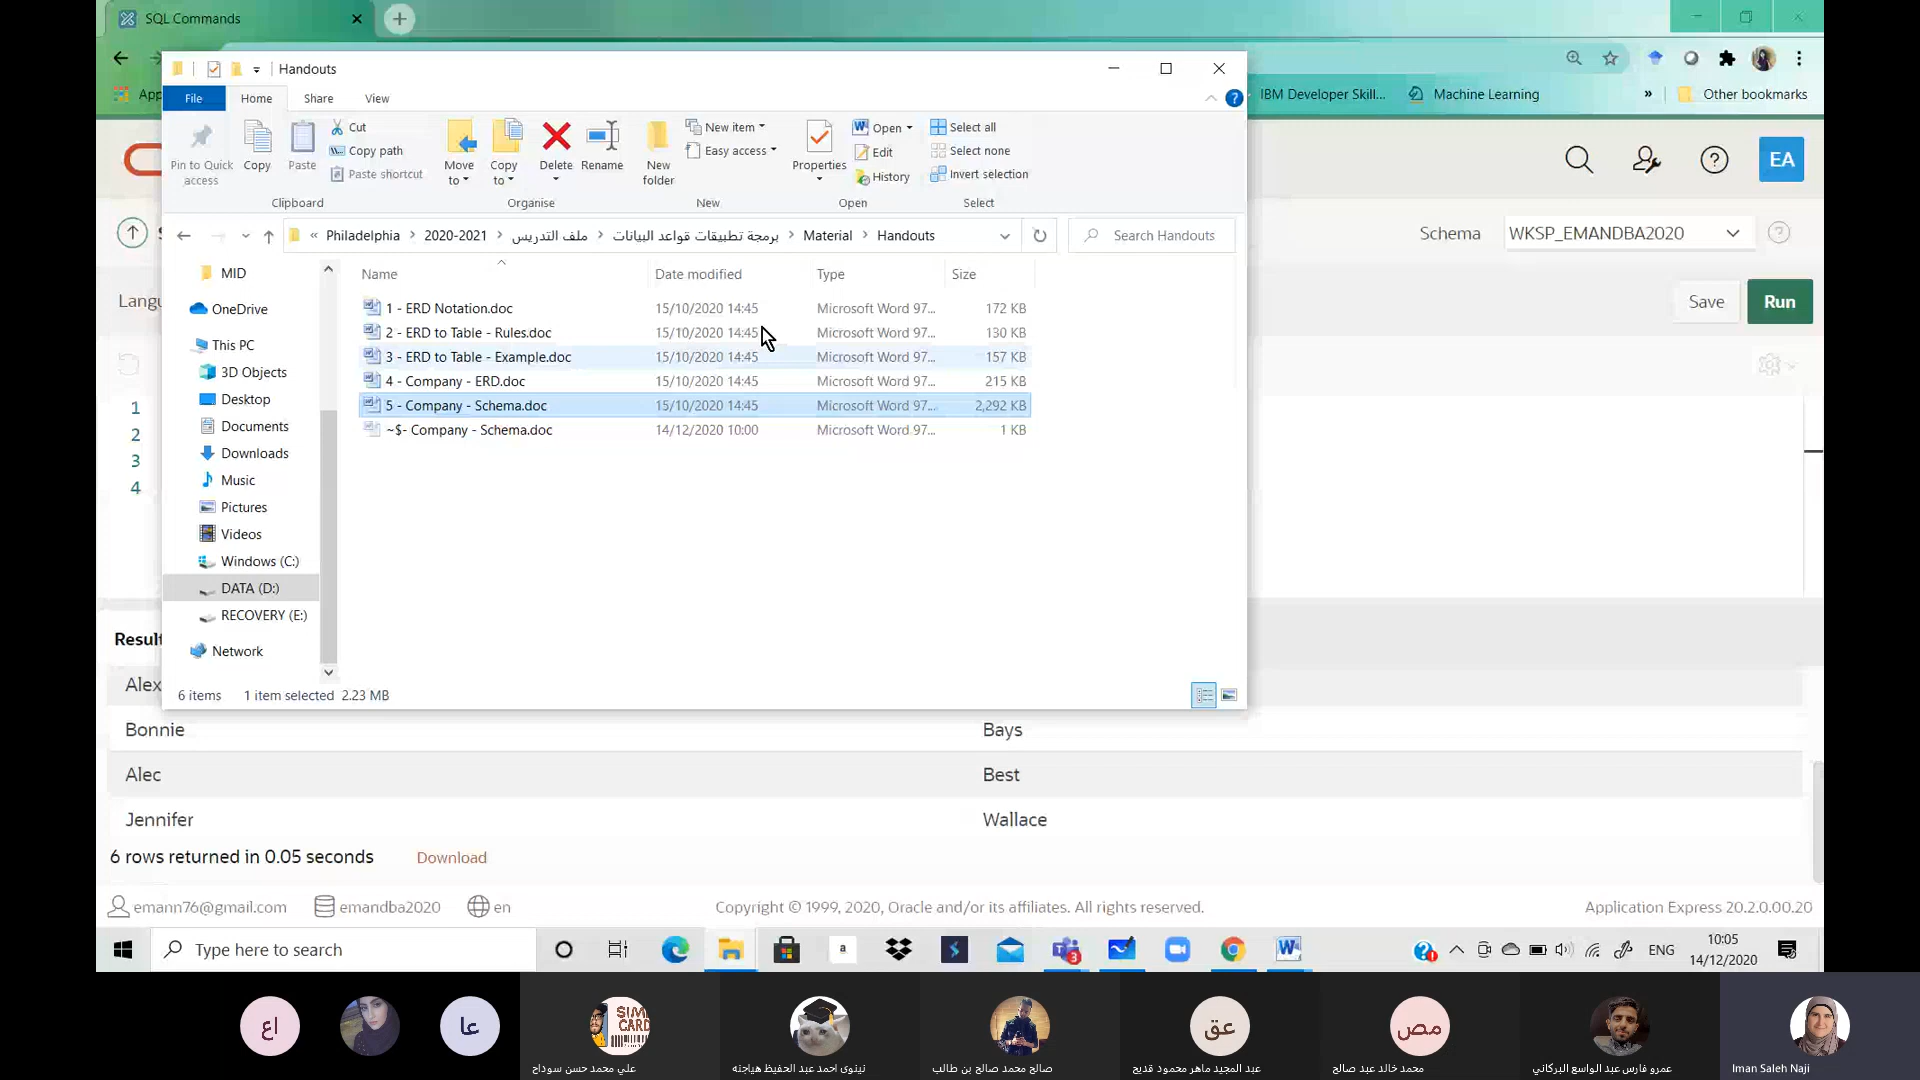 SQL Commands
App
IBM Developer Skill...
Machine Learning
»
Other bookmarks
Handouts
File
Home
Share
View
Pin to Quick access
Copy
Paste
Cut
Copy path
Paste shortcut
Clipboard
Move to
Copy to
Delete
Rename
Organise
New folder
New item
Easy access
New
Properties
Open
Edit
History
Open
Select all
Select none
Invert selection
Select
« Philadelphia > 2020-2021 > ملف التدريس > برمجة تطبيقات قواعد البيانات > Material > Handouts
Search Handouts
EA
Schema
WKSP_EMANDBA2020
Langu
Save
Run
MID
OneDrive
This PC
3D Objects
Desktop
Documents
Downloads
Music
Pictures
Videos
Windows (C:)
DATA (D:)
RECOVERY (E:)
Network
Name Date modified Type Size
1 - ERD Notation.doc 15/10/2020 14:45 Microsoft Word 97... 172 KB
2 - ERD to Table - Rules.doc 15/10/2020 14:45 Microsoft Word 97... 130 KB
3 - ERD to Table - Example.doc 15/10/2020 14:45 Microsoft Word 97... 157 KB
4 - Company - ERD.doc 15/10/2020 14:45 Microsoft Word 97... 215 KB
5 - Company - Schema.doc 15/10/2020 14:45 Microsoft Word 97... 2,292 KB
~$- Company - Schema.doc 14/12/2020 10:00 Microsoft Word 97... 1 KB
6 items 1 item selected 2.23 MB
1
2
3
4
Result
Alex
Bonnie Bays
Alec Best
Jennifer Wallace
6 rows returned in 0.05 seconds
Download
emann76@gmail.com
emandba2020
en
Copyright © 1999, 2020, Oracle and/or its affiliates. All rights reserved.
Application Express 20.2.0.00.20
Type here to search
a
3
W
ENG
10:05
14/12/2020
اع
عا
SIM
CARD
عق
مص
علي محمد حسن سوداح
نينوى احمد عبد الحفيظ هياجنه
صالح محمد صالح بن طالب
عبد المجيد ماهر محمود قديح
محمد خالد عبد صالح
عمرو فارس عبد الواسع البركاني
Iman Saleh Naji